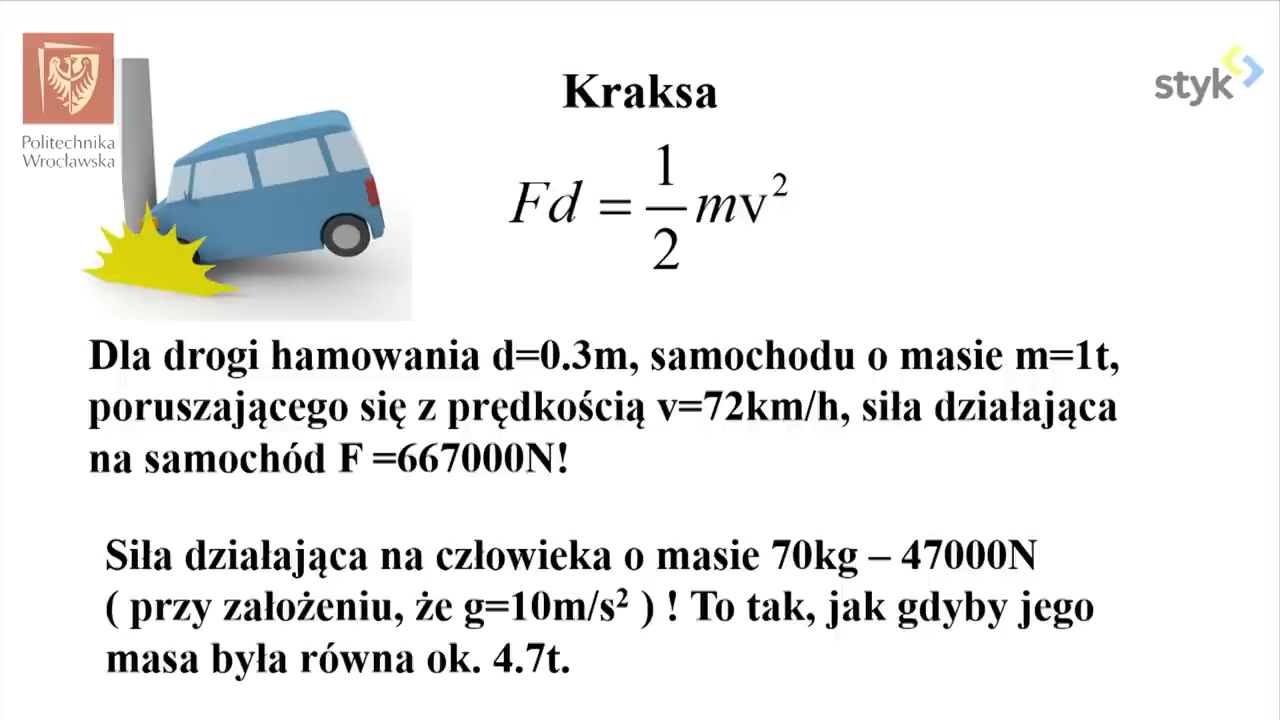 Politechnika
Wrocławska
styk
Kraksa
Fd = 1/2 mv²
Dla drogi hamowania d=0.3m, samochodu o masie m=1t,
poruszającego się z prędkością v=72km/h, siła działająca
na samochód F =667000N!
Siła działająca na człowieka o masie 70kg – 47000N
( przy założeniu, że g=10m/s² ) ! To tak, jak gdyby jego
masa była równa ok. 4.7t.